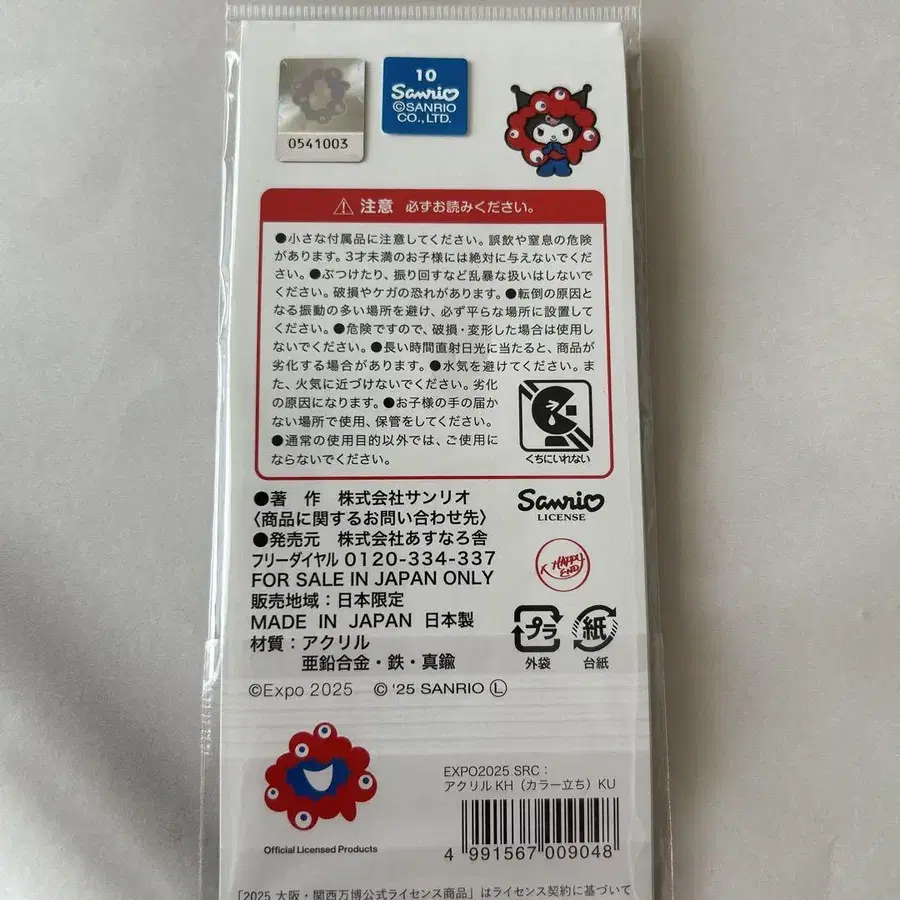 0541003
10
Sanrio
©SANRIO
CO., LTD.
⚠ 注意 必ずお読みください。
●小さな付属品に注意してください。誤飲や窒息の危険
があります。3才未満のお子様には絶対に与えないでくだ
さい。●ぶつけたり、振り回すなど乱暴な扱いはしないで
ください。破損やケガの恐れがあります。●転倒の原因と
なる振動の多い場所を避け、必ず平らな場所に設置して
ください。●危険ですので、破損・変形した場合は使用し
ないでください。●長い時間直射日光に当たると、商品が
劣化する場合があります。●水気を避けてください。ま
た、火気に近づけないでください。劣化
の原因になります。●お子様の手の届か
ない場所で使用、保管をしてください。
●通常の使用目的以外では、ご使用に
ならないでください。
くちにいれない
●著 作 株式会社サンリオ
〈商品に関するお問い合わせ先〉
●発売元 株式会社あすなろ舎
フリーダイヤル 0120-334-337
FOR SALE IN JAPAN ONLY
販売地域：日本限定
MADE IN JAPAN 日本製
材質：アクリル
亜鉛合金・鉄・真鍮
Sanrio
LICENSE
HAPPY
END
プラ
外袋
紙
台紙
©Expo 2025 © '25 SANRIO Ⓛ
Official Licensed Products
EXPO2025 SRC：
アクリルKH（カラー立ち）KU
4 991567 009048
「2025 大阪・関西万博公式ライセンス商品」はライセンス契約に基づいて